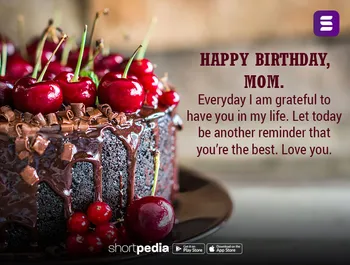 HAPPY BIRTHDAY,
MOM.
Everyday I am grateful to
have you in my life. Let today
be another reminder that
you're the best. Love you.
shortpedia